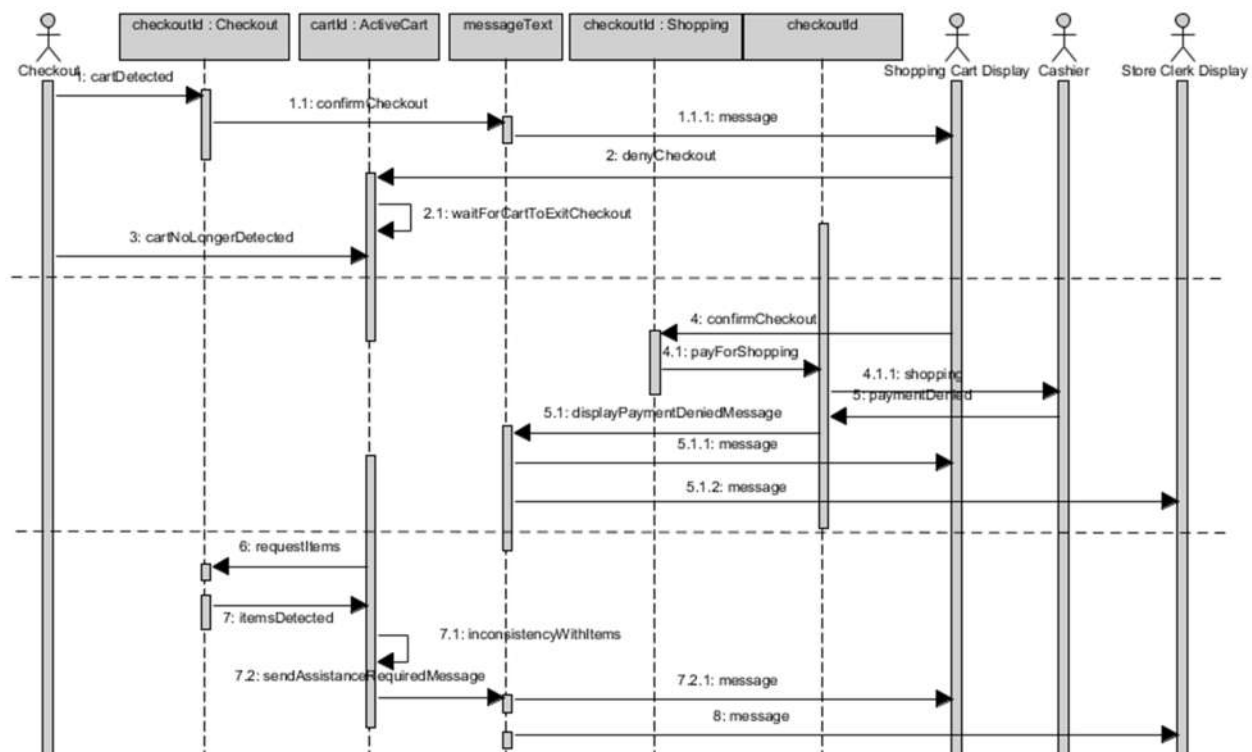 checkoutId : Checkout
cartId : ActiveCart
messageText
checkoutId : Shopping
checkoutId
Checkout
Shopping Cart Display
Cashier
Store Clerk Display
1: cartDetected
1.1: confirmCheckout
1.1.1: message
2: denyCheckout
2.1: waitForCartToExitCheckout
3: cartNoLongerDetected
4: confirmCheckout
4.1: payForShopping
4.1.1: shopping
5: paymentDenied
5.1: displayPaymentDeniedMessage
5.1.1: message
5.1.2: message
6: requestItems
7: itemsDetected
7.1: inconsistencyWithItems
7.2: sendAssistanceRequiredMessage
7.2.1: message
8: message